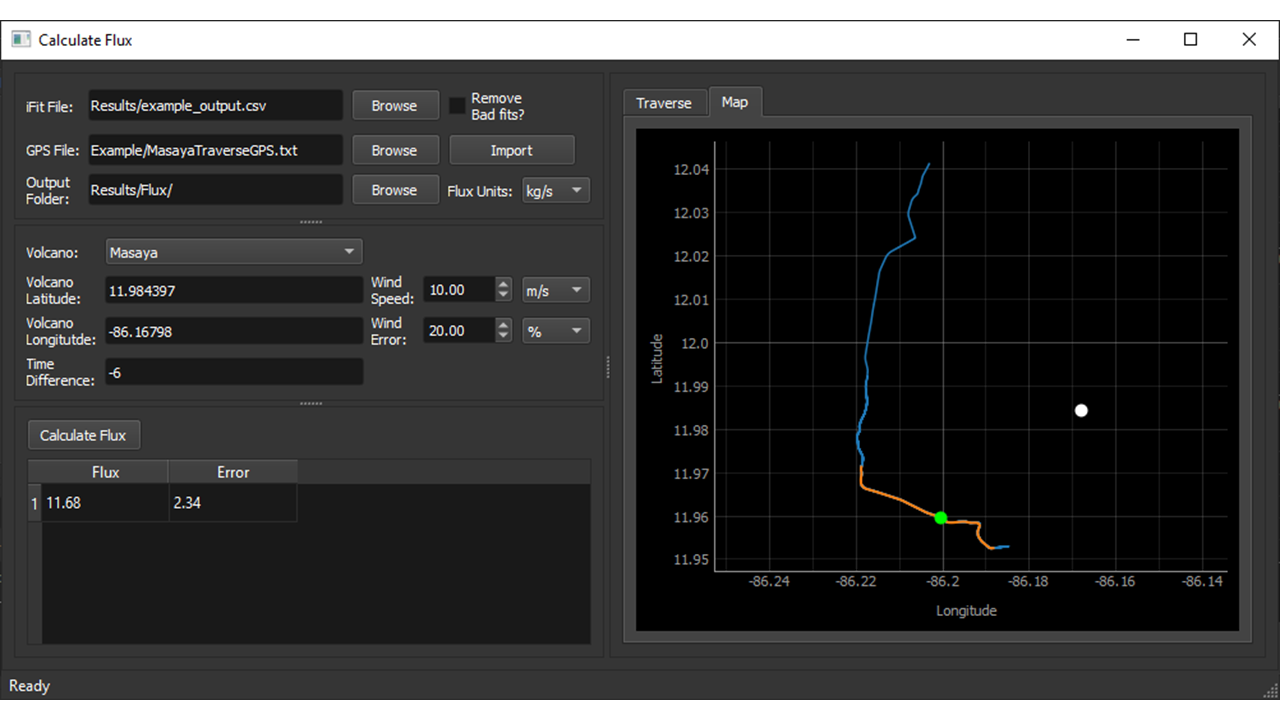 Calculate Flux
iFit File: Results/example_output.csv Browse Remove
Bad fits?
GPS File: Example/MasayaTraverseGPS.txt Browse Import
Output
Folder: Results/Flux/ Browse Flux Units: kg/s
Volcano: Masaya
Volcano
Latitude: 11.984397 Wind
Speed: 10.00 m/s
Volcano
Longitutde: -86.16798 Wind
Error: 20.00 %
Time
Difference: -6
Calculate Flux
Flux Error
1 11.68 2.34
Traverse Map
12.04
12.03
12.02
12.01
12.0
11.99
11.98
11.97
11.96
11.95
Latitude
-86.24 -86.22 -86.2 -86.18 -86.16 -86.14
Longitude
Ready